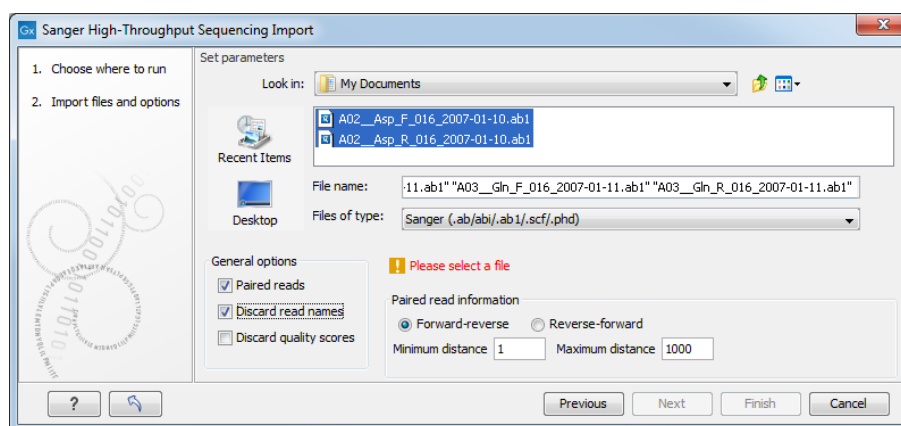 Gx Sanger High-Throughput Sequencing Import
X
1. Choose where to run
2. Import files and options
Set parameters
Look in: My Documents
A02__Asp_F_016_2007-01-10.ab1
A02__Asp_R_016_2007-01-10.ab1
Recent Items
Desktop
File name: -11.ab1" "A03__Gln_F_016_2007-01-11.ab1" "A03__Gln_R_016_2007-01-11.ab1"
Files of type: Sanger (.ab/abi/.ab1/.scf/.phd)
General options
Paired reads
Discard read names
Discard quality scores
! Please select a file
Paired read information
Forward-reverse Reverse-forward
Minimum distance 1 Maximum distance 1000
? Previous Next Finish Cancel